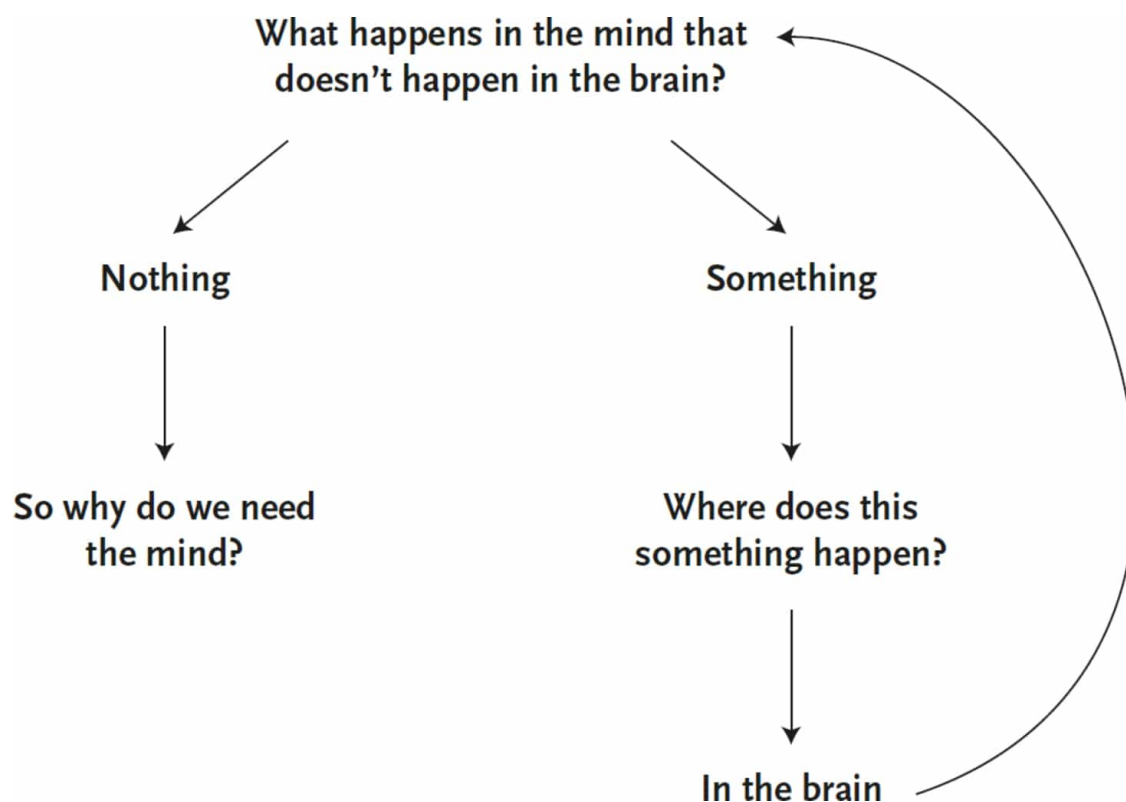 What happens in the mind that
doesn’t happen in the brain?
Nothing
Something
So why do we need
the mind?
Where does this
something happen?
In the brain